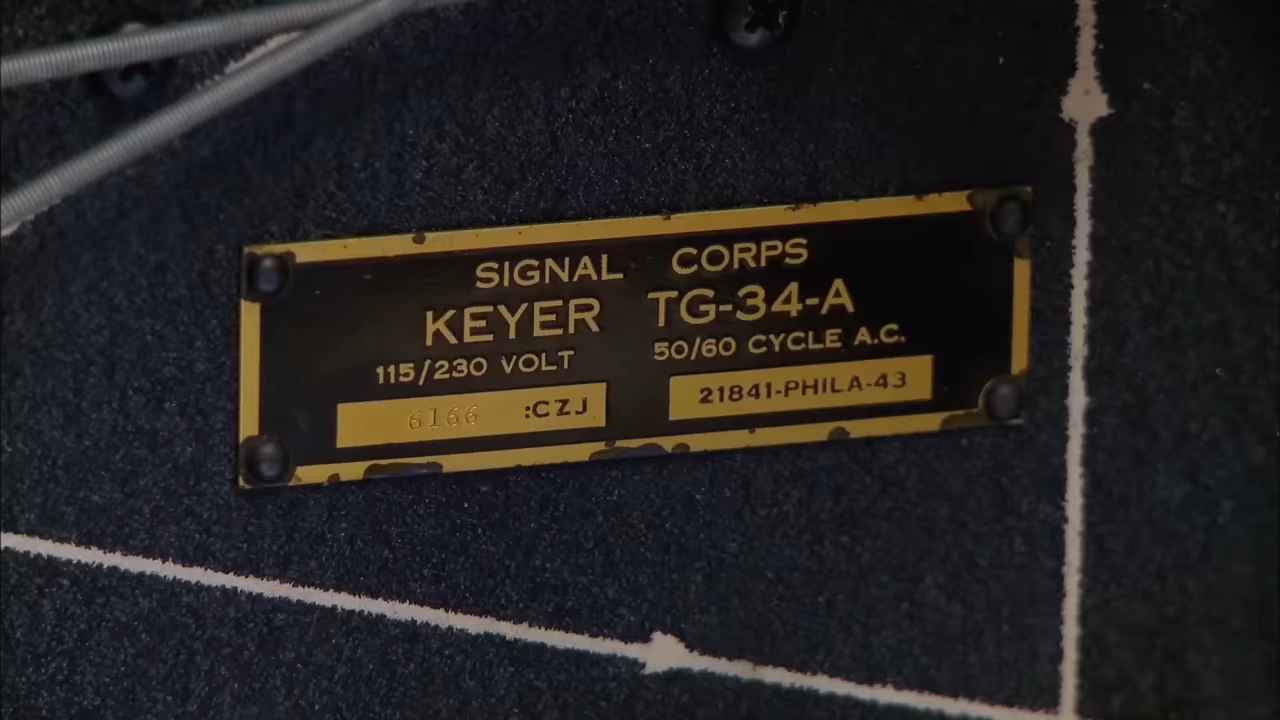 SIGNAL CORPS
KEYER TG-34-A
115/230 VOLT 50/60 CYCLE A.C.
6166 :CZJ 21841-PHILA-43